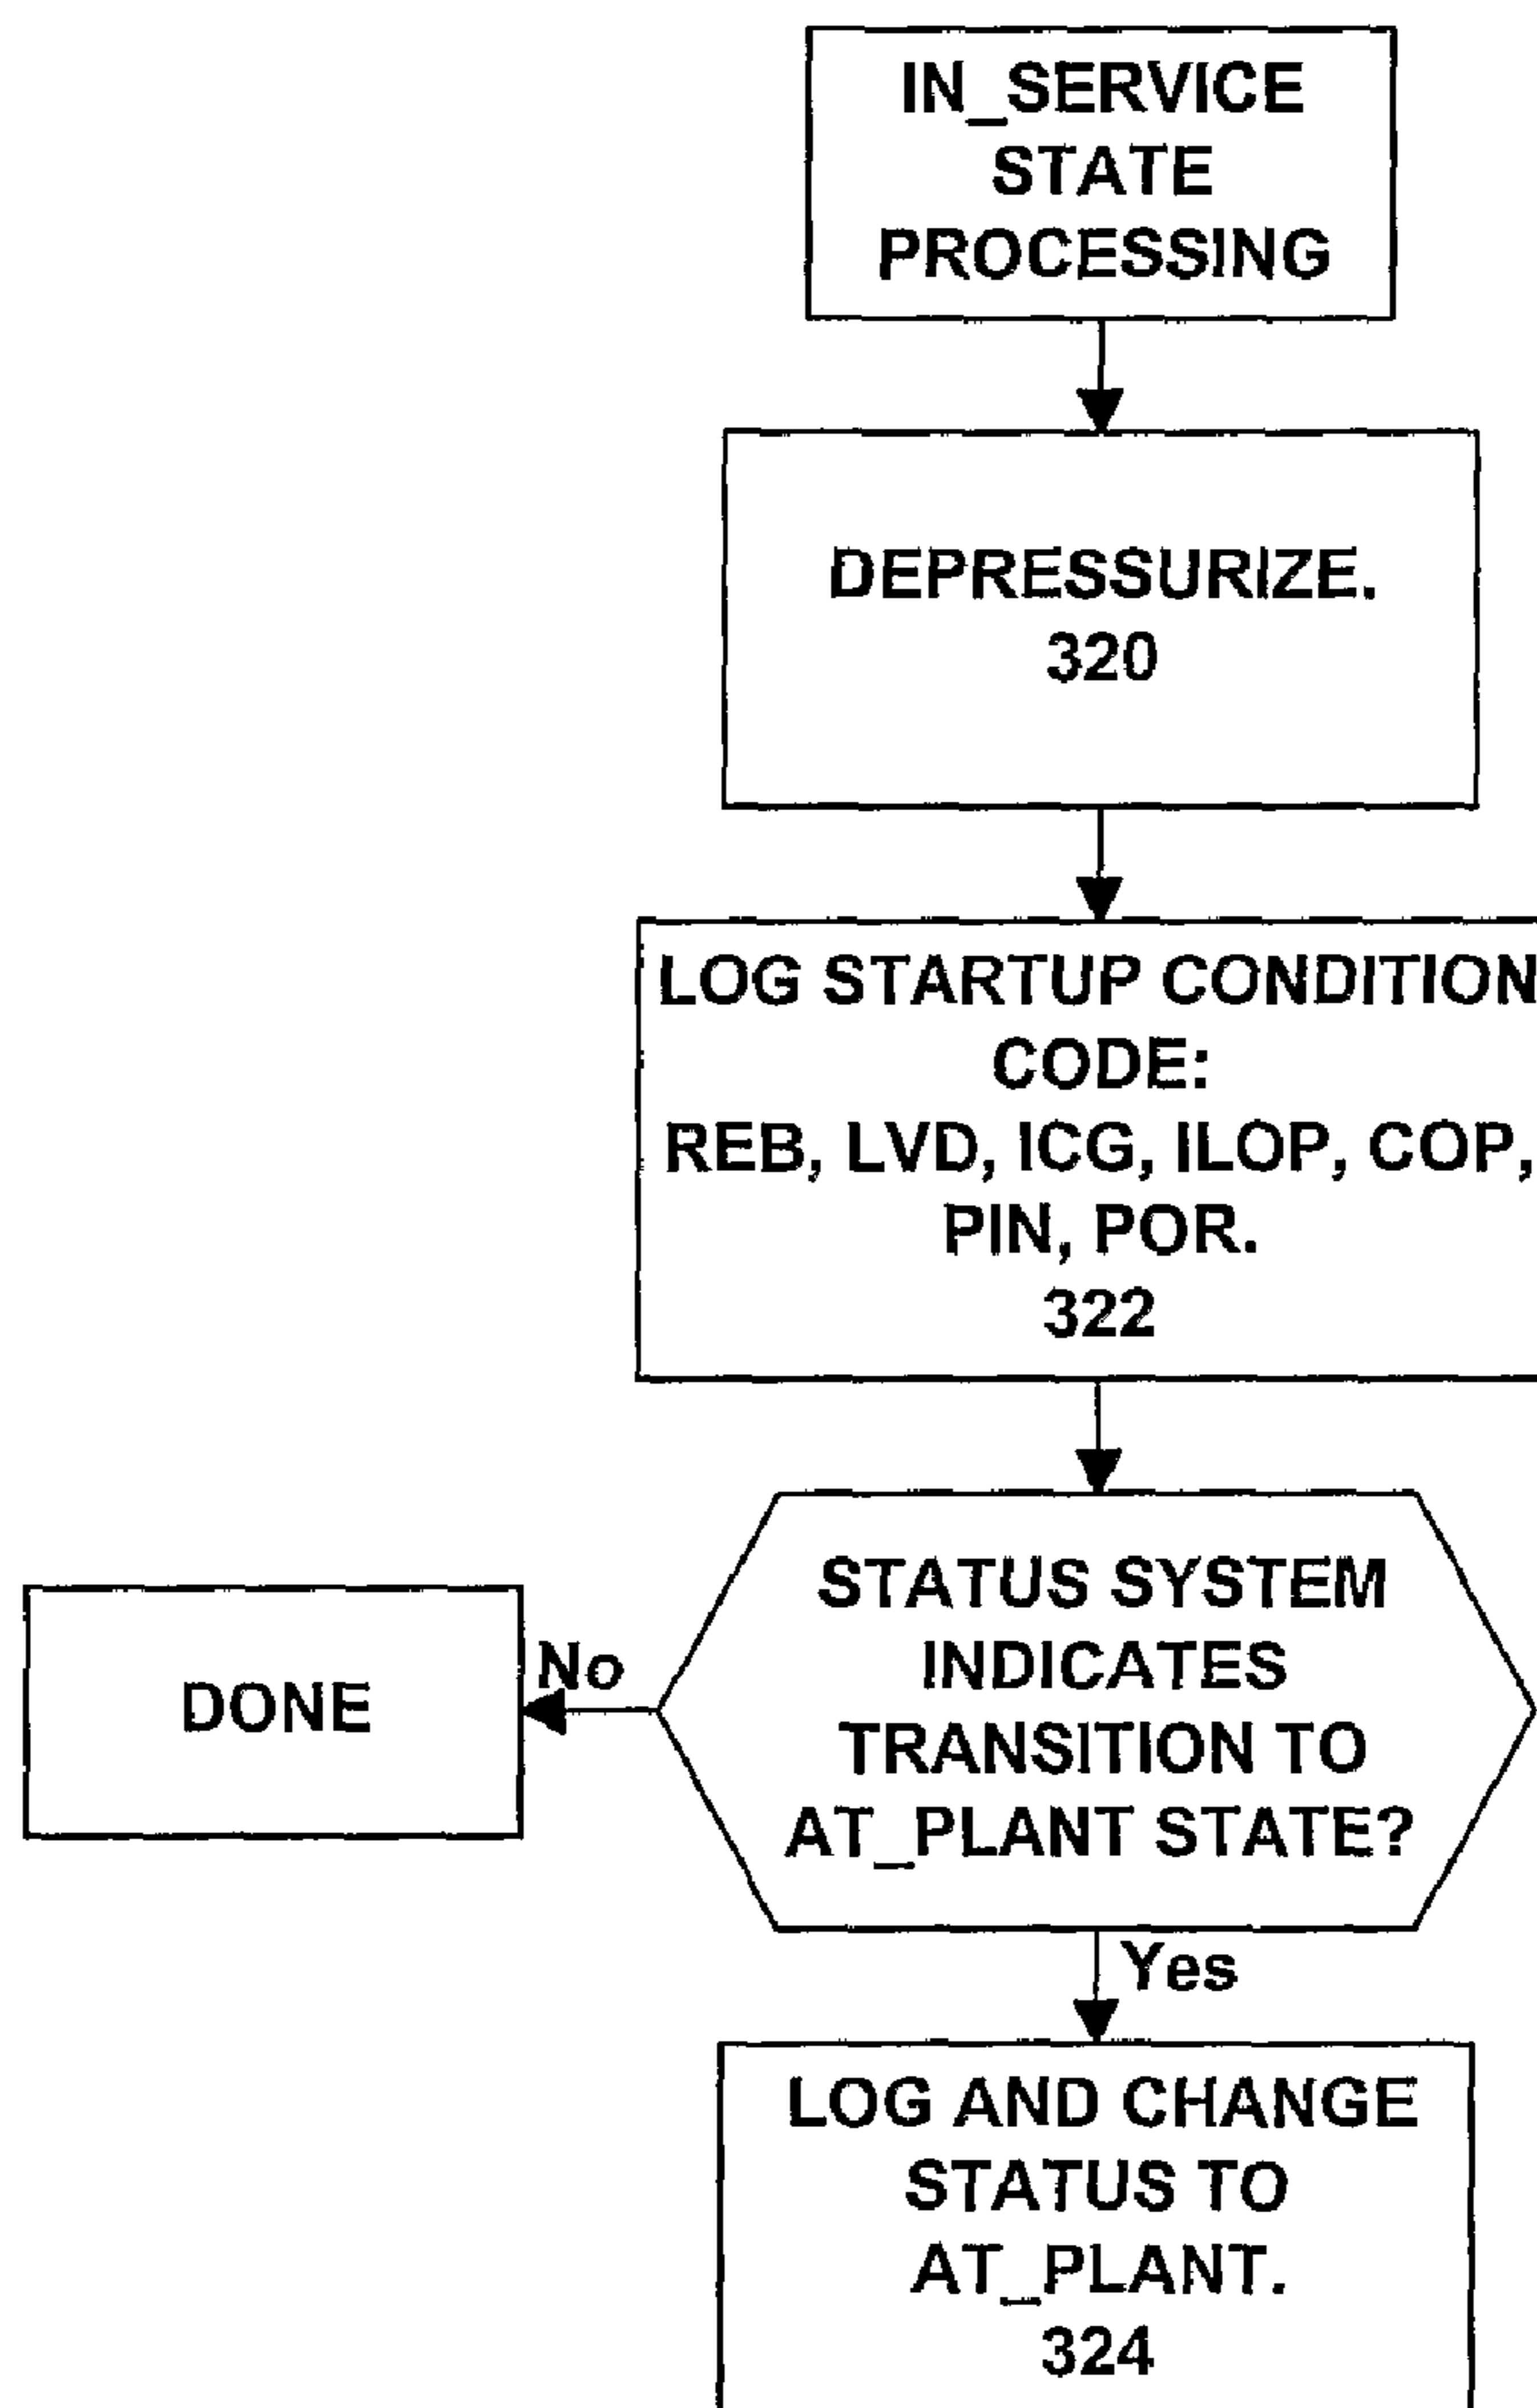 IN_SERVICE
STATE
PROCESSING
DEPRESSURIZE.
320
LOG STARTUP CONDITION
CODE:
REB, LVD, ICG, ILOP, COP,
PIN, POR.
322
STATUS SYSTEM
INDICATES
TRANSITION TO
AT_PLANT STATE?
No
DONE
Yes
LOG AND CHANGE
STATUS TO
AT_PLANT.
324